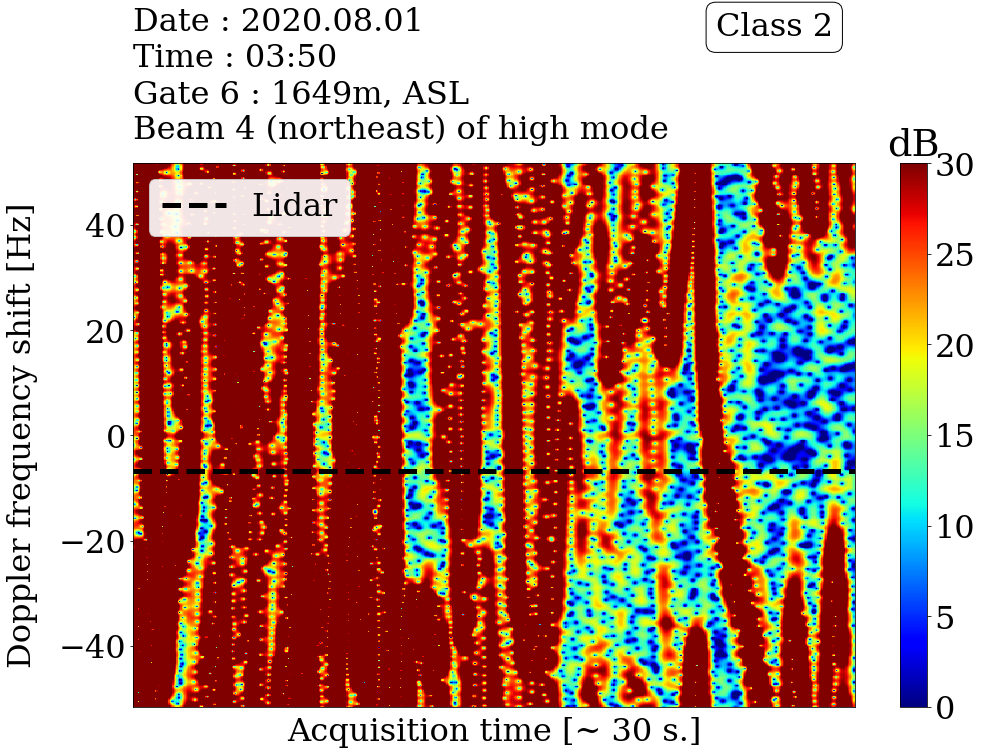 Date : 2020.08.01
Time : 03:50
Gate 6 : 1649m, ASL
Beam 4 (northeast) of high mode
Class 2
dB
Lidar
Doppler frequency shift [Hz]
40
20
0
−20
−40
Acquisition time [~ 30 s.]
30
25
20
15
10
5
0